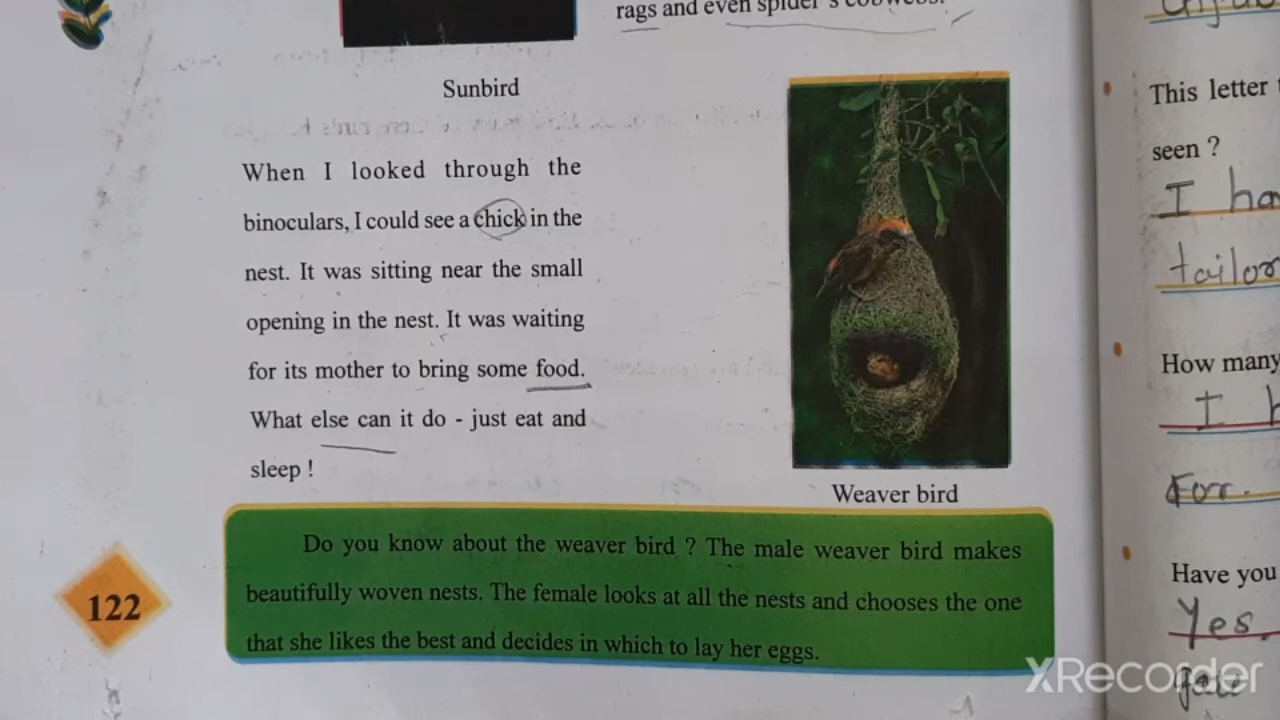 rags and even spider's cobwebs.
Sunbird
When I looked through the
binoculars, I could see a chick in the
nest. It was sitting near the small
opening in the nest. It was waiting
for its mother to bring some food.
What else can it do - just eat and
sleep !
Weaver bird
Do you know about the weaver bird ? The male weaver bird makes
beautifully woven nests. The female looks at all the nests and chooses the one
that she likes the best and decides in which to lay her eggs.
122
This letter
seen ?
I
tailor
How many
I
For.
Have you
Yes.
XRecorder